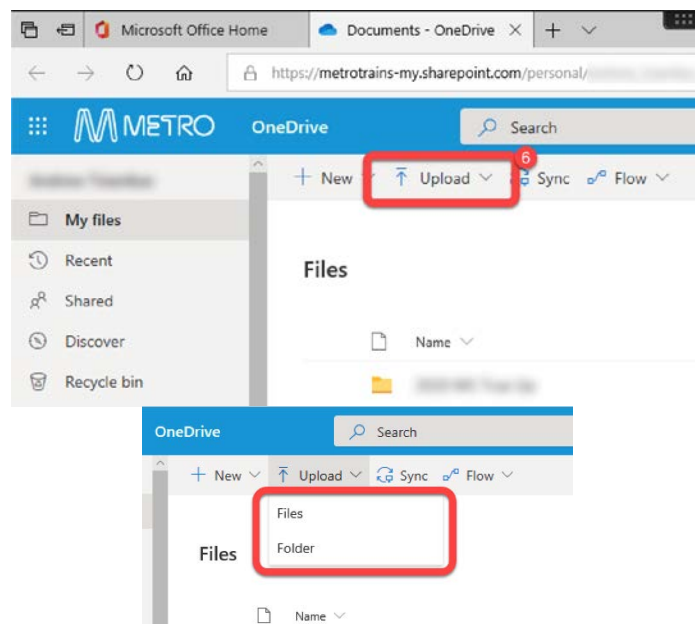 Microsoft Office Home
Documents - OneDrive
https://metrotrains-my.sharepoint.com/personal/
METRO OneDrive Search
6
New Upload Sync Flow
My files
Files
Recent
Shared
Discover
Name
Recycle bin
OneDrive Search
New Upload Sync Flow
Files
Folder
Files
Name